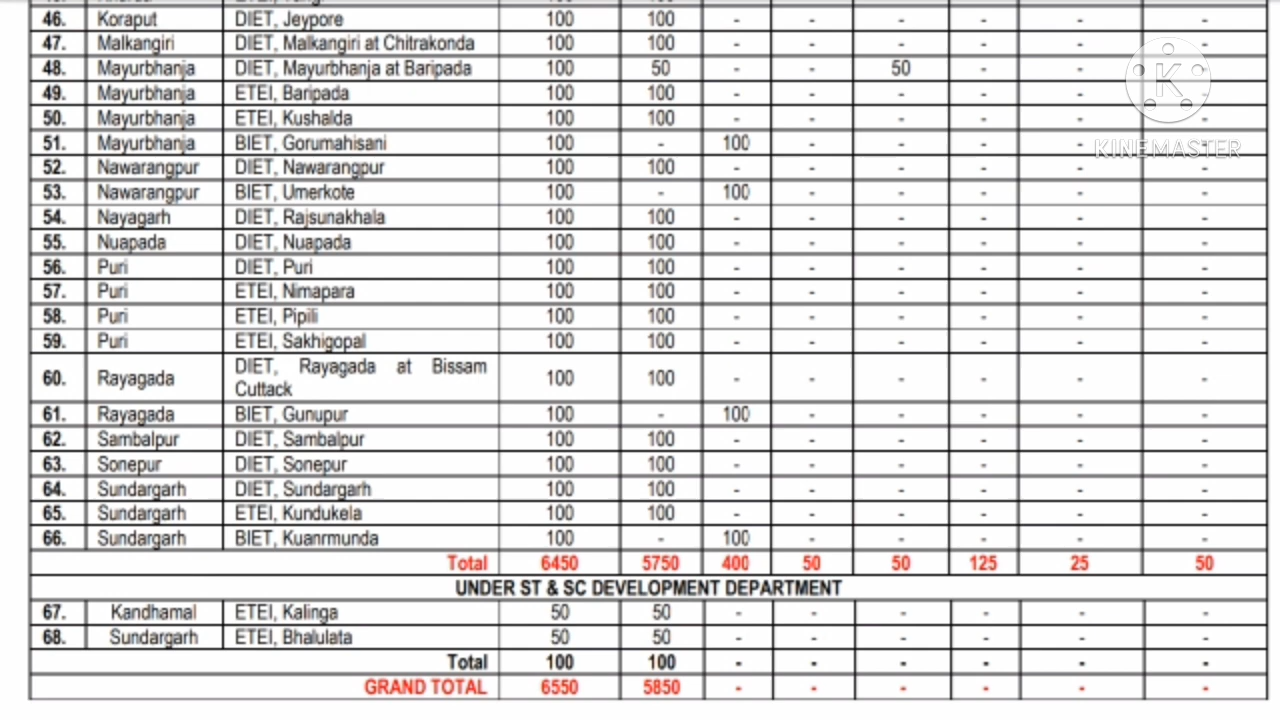 46. Koraput DIET, Jeypore 100 100 - - - - - -
47. Malkangiri DIET, Malkangiri at Chitrakonda 100 100 - - - - - -
48. Mayurbhanja DIET, Mayurbhanja at Baripada 100 50 - - 50 - - -
49. Mayurbhanja ETEI, Baripada 100 100 - - - - - -
50. Mayurbhanja ETEI, Kushalda 100 100 - - - - - -
51. Mayurbhanja BIET, Gorumahisani 100 - 100 - - - - -
KINEMASTER
52. Nawarangpur DIET, Nawarangpur 100 100 - - - - - -
53. Nawarangpur BIET, Umerkote 100 - 100 - - - - -
54. Nayagarh DIET, Rajsunakhala 100 100 - - - - - -
55. Nuapada DIET, Nuapada 100 100 - - - - - -
56. Puri DIET, Puri 100 100 - - - - - -
57. Puri ETEI, Nimapara 100 100 - - - - - -
58. Puri ETEI, Pipili 100 100 - - - - - -
59. Puri ETEI, Sakhigopal 100 100 - - - - - -
60. Rayagada DIET, Rayagada at Bissam
Cuttack 100 100 - - - - - -
61. Rayagada BIET, Gunupur 100 - 100 - - - - -
62. Sambalpur DIET, Sambalpur 100 100 - - - - - -
63. Sonepur DIET, Sonepur 100 100 - - - - - -
64. Sundargarh DIET, Sundargarh 100 100 - - - - - -
65. Sundargarh ETEI, Kundukela 100 100 - - - - - -
66. Sundargarh BIET, Kuanrmunda 100 - 100 - - - - -
Total 6450 5750 400 50 50 125 25 50
UNDER ST & SC DEVELOPMENT DEPARTMENT
67. Kandhamal ETEI, Kalinga 50 50 - - - - - -
68. Sundargarh ETEI, Bhalulata 50 50 - - - - - -
Total 100 100 - - - - - -
GRAND TOTAL 6550 5850 - - - - - -